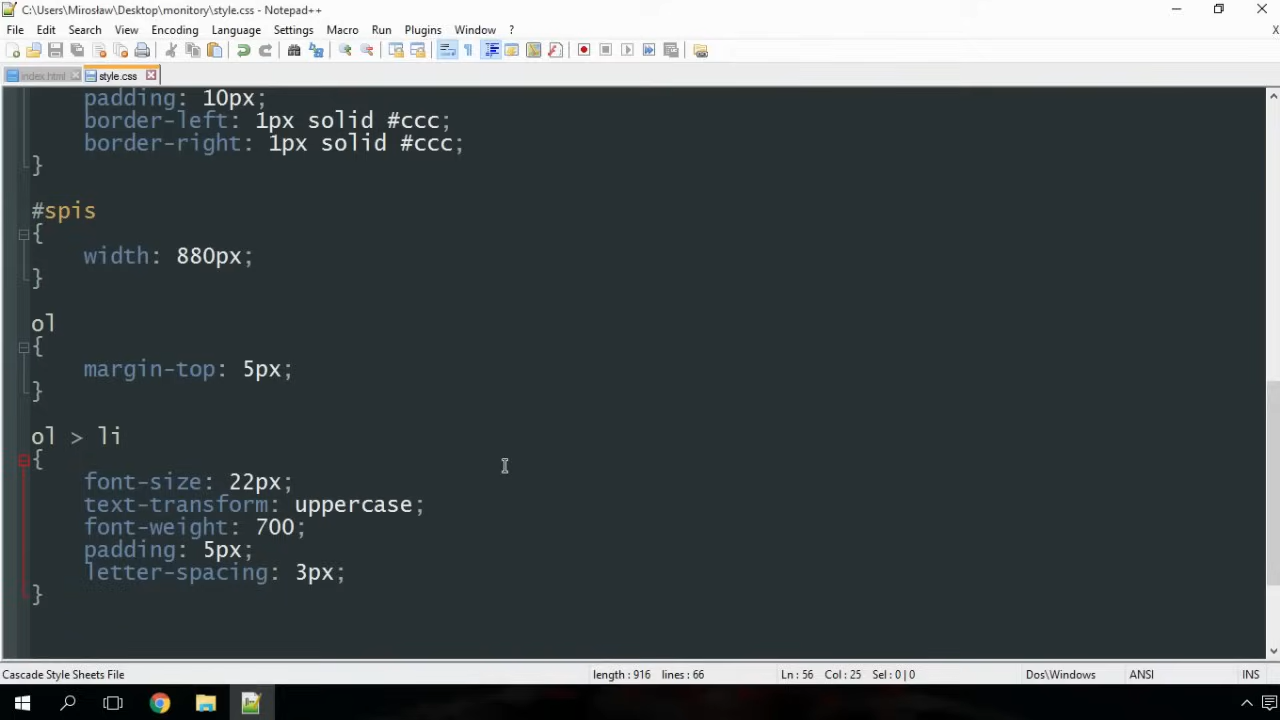 C:\Users\Mirosław\Desktop\monitory\style.css - Notepad++
File Edit Search View Encoding Language Settings Macro Run Plugins Window ? X
index.html style.css
padding: 10px;
border-left: 1px solid #ccc;
border-right: 1px solid #ccc;
}
#spis
{
width: 880px;
}
ol
{
margin-top: 5px;
}
ol > li
{
font-size: 22px;
text-transform: uppercase;
font-weight: 700;
padding: 5px;
letter-spacing: 3px;
}
Cascade Style Sheets File length : 916 lines : 66 Ln : 56 Col : 25 Sel : 0 | 0 Dos\Windows ANSI INS